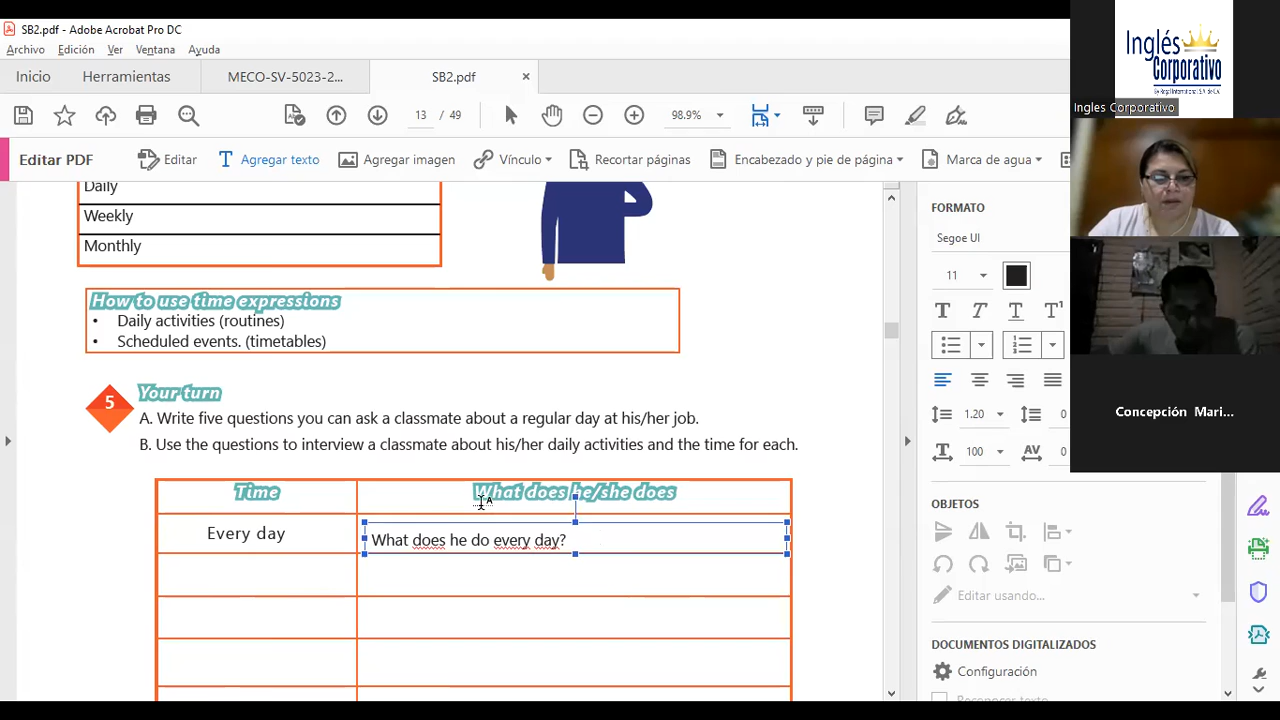 SB2.pdf - Adobe Acrobat Pro DC
Archivo Edición Ver Ventana Ayuda
Inicio Herramientas MECO-SV-5023-2... SB2.pdf ×
13 / 49 98.9%
Editar PDF Editar Agregar texto Agregar imagen Vínculo Recortar páginas Encabezado y pie de página Marca de agua
Daily
Weekly
Monthly
How to use time expressions
• Daily activities (routines)
• Scheduled events. (timetables)
5 Your turn
A. Write five questions you can ask a classmate about a regular day at his/her job.
B. Use the questions to interview a classmate about his/her daily activities and the time for each.
Time What does he/she does
Every day What does he do every day?
FORMATO
Segoe UI
11
T T T T¹
1.20 0
100 AV 0
OBJETOS
Editar usando...
DOCUMENTOS DIGITALIZADOS
Configuración
Reconocer texto
Inglés
Corporativo
Ingles Corporativo
Concepción Mari...